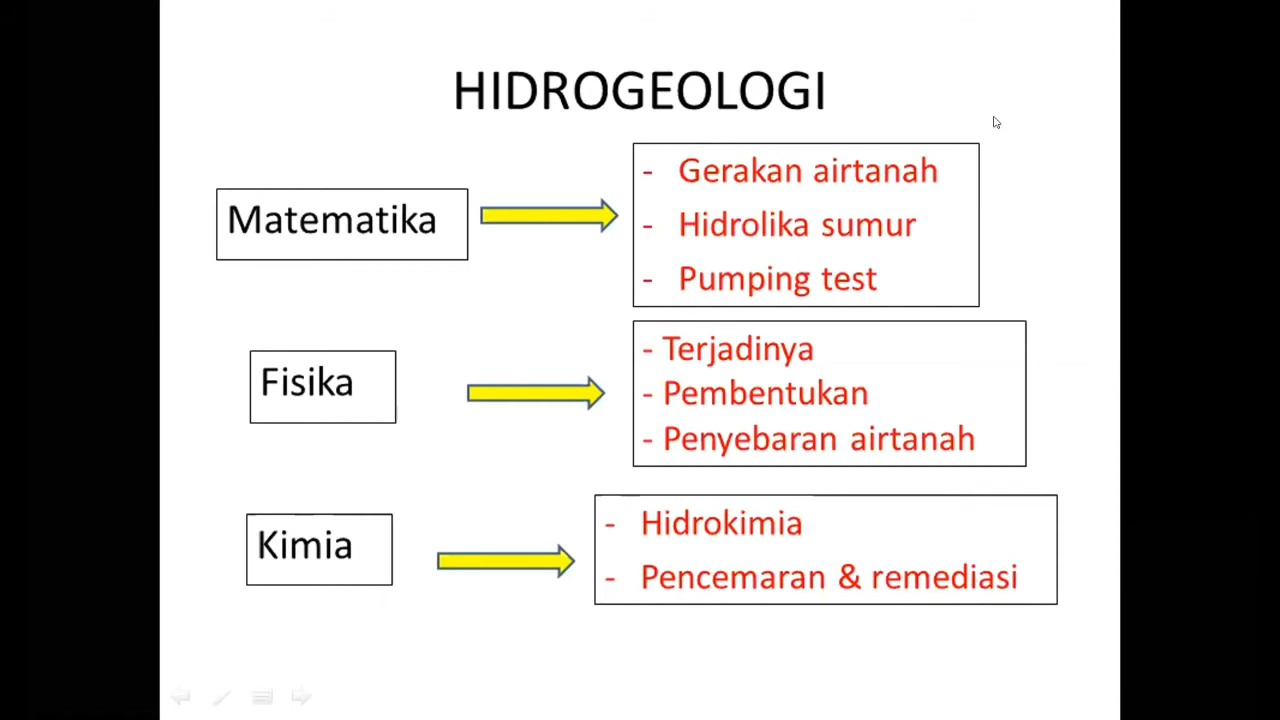 HIDROGEOLOGI
Matematika
- Gerakan airtanah
- Hidrolika sumur
- Pumping test
Fisika
- Terjadinya
- Pembentukan
- Penyebaran airtanah
Kimia
- Hidrokimia
- Pencemaran & remediasi